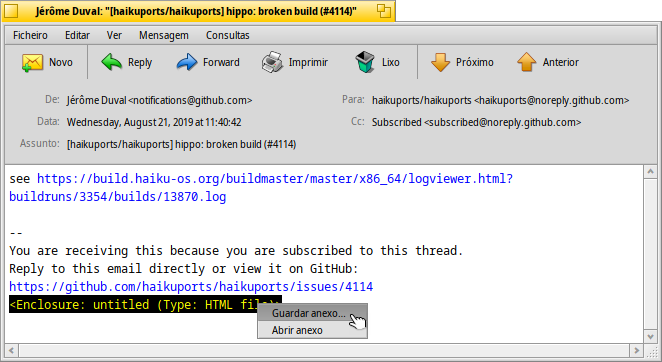 Jérôme Duval: "[haikuports/haikuports] hippo: broken build (#4114)"
Ficheiro Editar Ver Mensagem Consultas
Novo Reply Forward Imprimir Lixo Próximo Anterior
De: Jérôme Duval <notifications@github.com> Para: haikuports/haikuports <haikuports@noreply.github.com>
Data: Wednesday, August 21, 2019 at 11:40:42 Cc: Subscribed <subscribed@noreply.github.com>
Assunto: [haikuports/haikuports] hippo: broken build (#4114)
see https://build.haiku-os.org/buildmaster/master/x86_64/logviewer.html?
buildruns/3354/builds/13870.log
--
You are receiving this because you are subscribed to this thread.
Reply to this email directly or view it on GitHub:
https://github.com/haikuports/haikuports/issues/4114
<Enclosure: untitled (Type: HTML file)>
Guardar anexo...
Abrir anexo